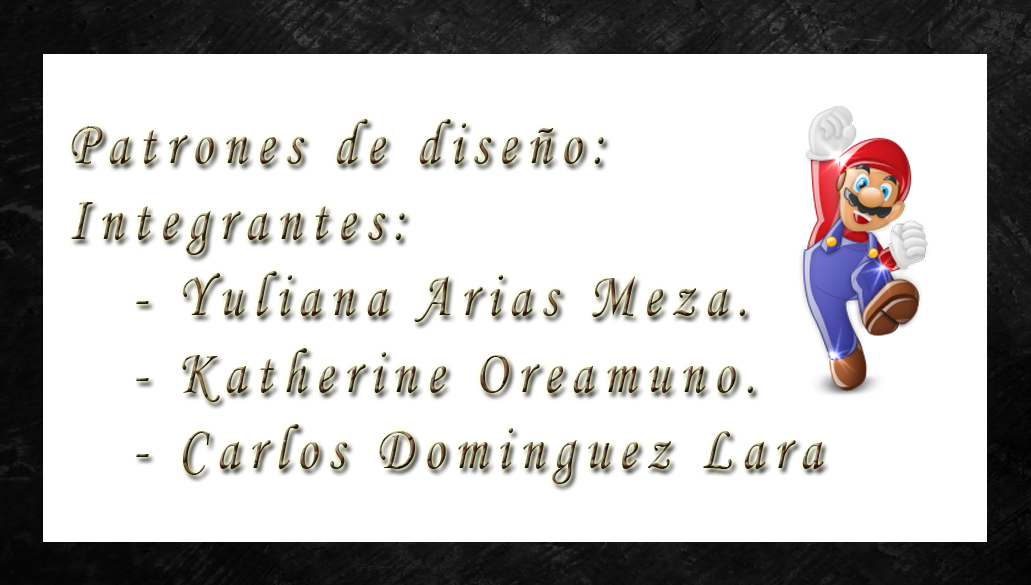 Patrones de diseño:
Integrantes:
- Yuliana Arias Meza.
- Katherine Oreamuno.
- Carlos Dominguez Lara